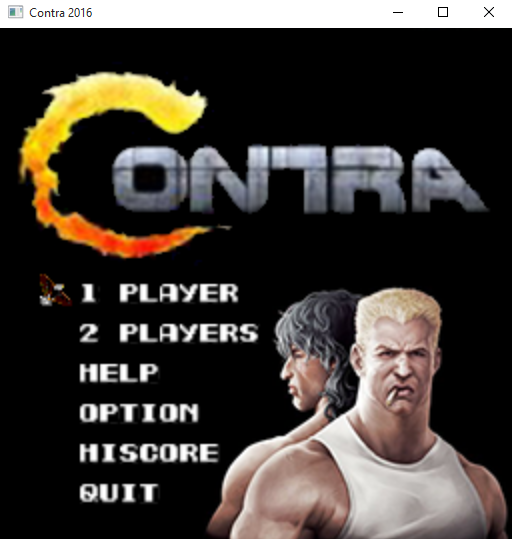 Contra 2016
CONTRA
1 PLAYER
2 PLAYERS
HELP
OPTION
HISCORE
QUIT